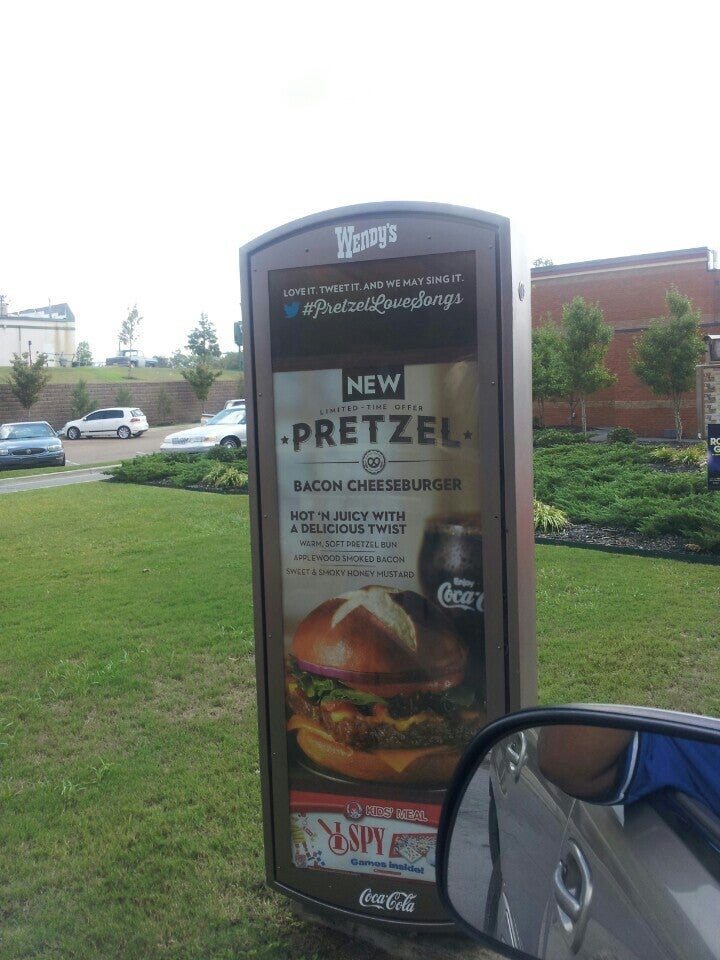 Wendy's
LOVE IT. TWEET IT. AND WE MAY SING IT.
#PretzelLoveSongs
NEW
LIMITED-TIME OFFER
PRETZEL
BACON CHEESEBURGER
HOT 'N JUICY WITH
A DELICIOUS TWIST
WARM, SOFT PRETZEL BUN
APPLEWOOD SMOKED BACON
SWEET & SMOKY HONEY MUSTARD
Enjoy
Coca-C
KIDS' MEAL
I SPY
Games Inside!
Coca-Cola